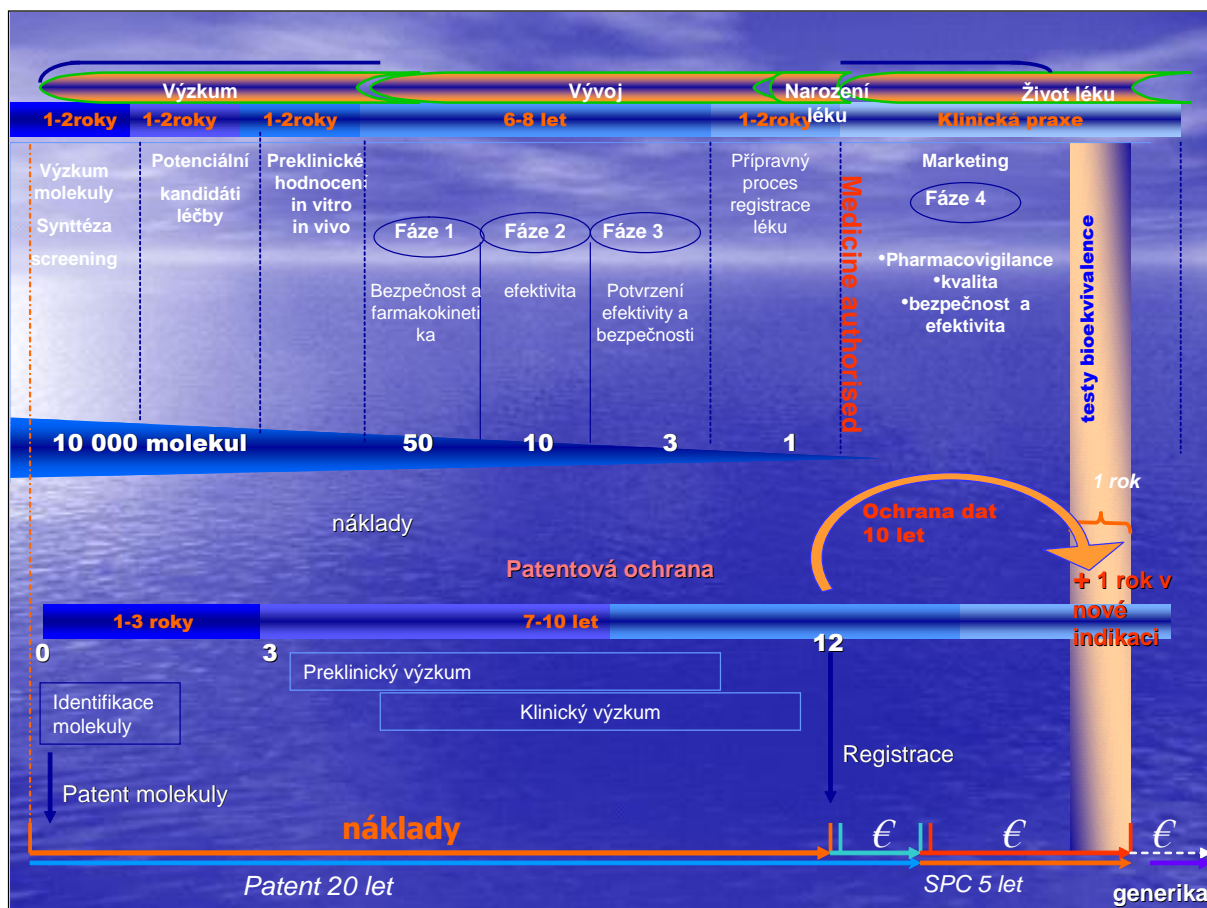 Výzkum
Vývoj
Narození
léku
Život léku
1-2roky
1-2roky
1-2roky
6-8 let
1-2roky
Klinická praxe
Výzkum
molekuly
Synttéza
screening
Potenciální
kandidáti
léčby
Preklinické
hodnocení
in vitro
in vivo
Fáze 1
Fáze 2
Fáze 3
Bezpečnost a
farmakokineti
ka
efektivita
Potvrzení
efektivity a
bezpečnosti
Přípravný
proces
registrace
léku
Medicine authorised
Marketing
Fáze 4
•Pharmacovigilance
•kvalita
•bezpečnost a
efektivita
testy bioekvivalence
10 000 molekul
50
10
3
1
1 rok
náklady
Ochrana dat
10 let
Patentová ochrana
+ 1 rok v
nové
indikaci
1-3 roky
7-10 let
0
3
12
Preklinický výzkum
Identifikace
molekuly
Klinický výzkum
Registrace
Patent molekuly
náklady
€
€
€
Patent 20 let
SPC 5 let
generika